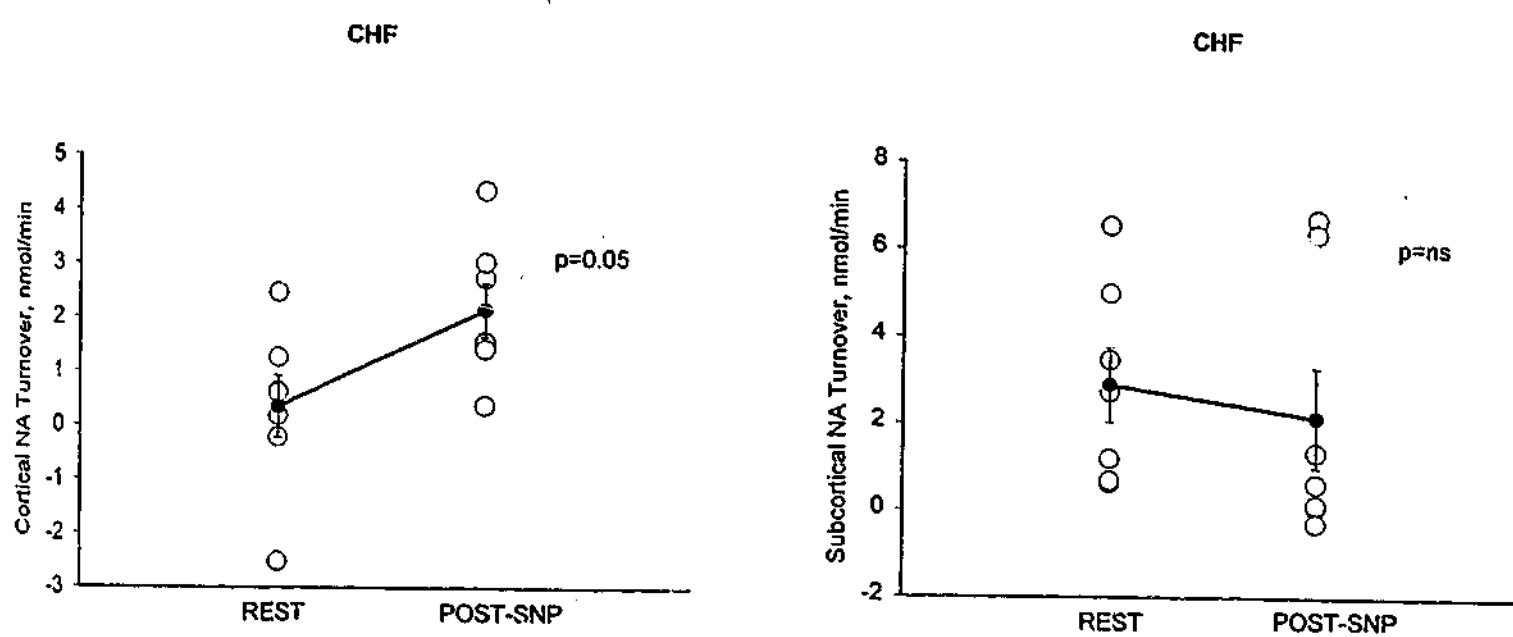 CHF
5
4
3
2
1
0
-1
-2
-3
Cortical NA Turnover, nmol/min
p=0.05
REST
POST-SNP
CHF
8
6
4
2
0
-2
Subcortical NA Turnover, nmol/min
p=ns
REST
POST-SNP